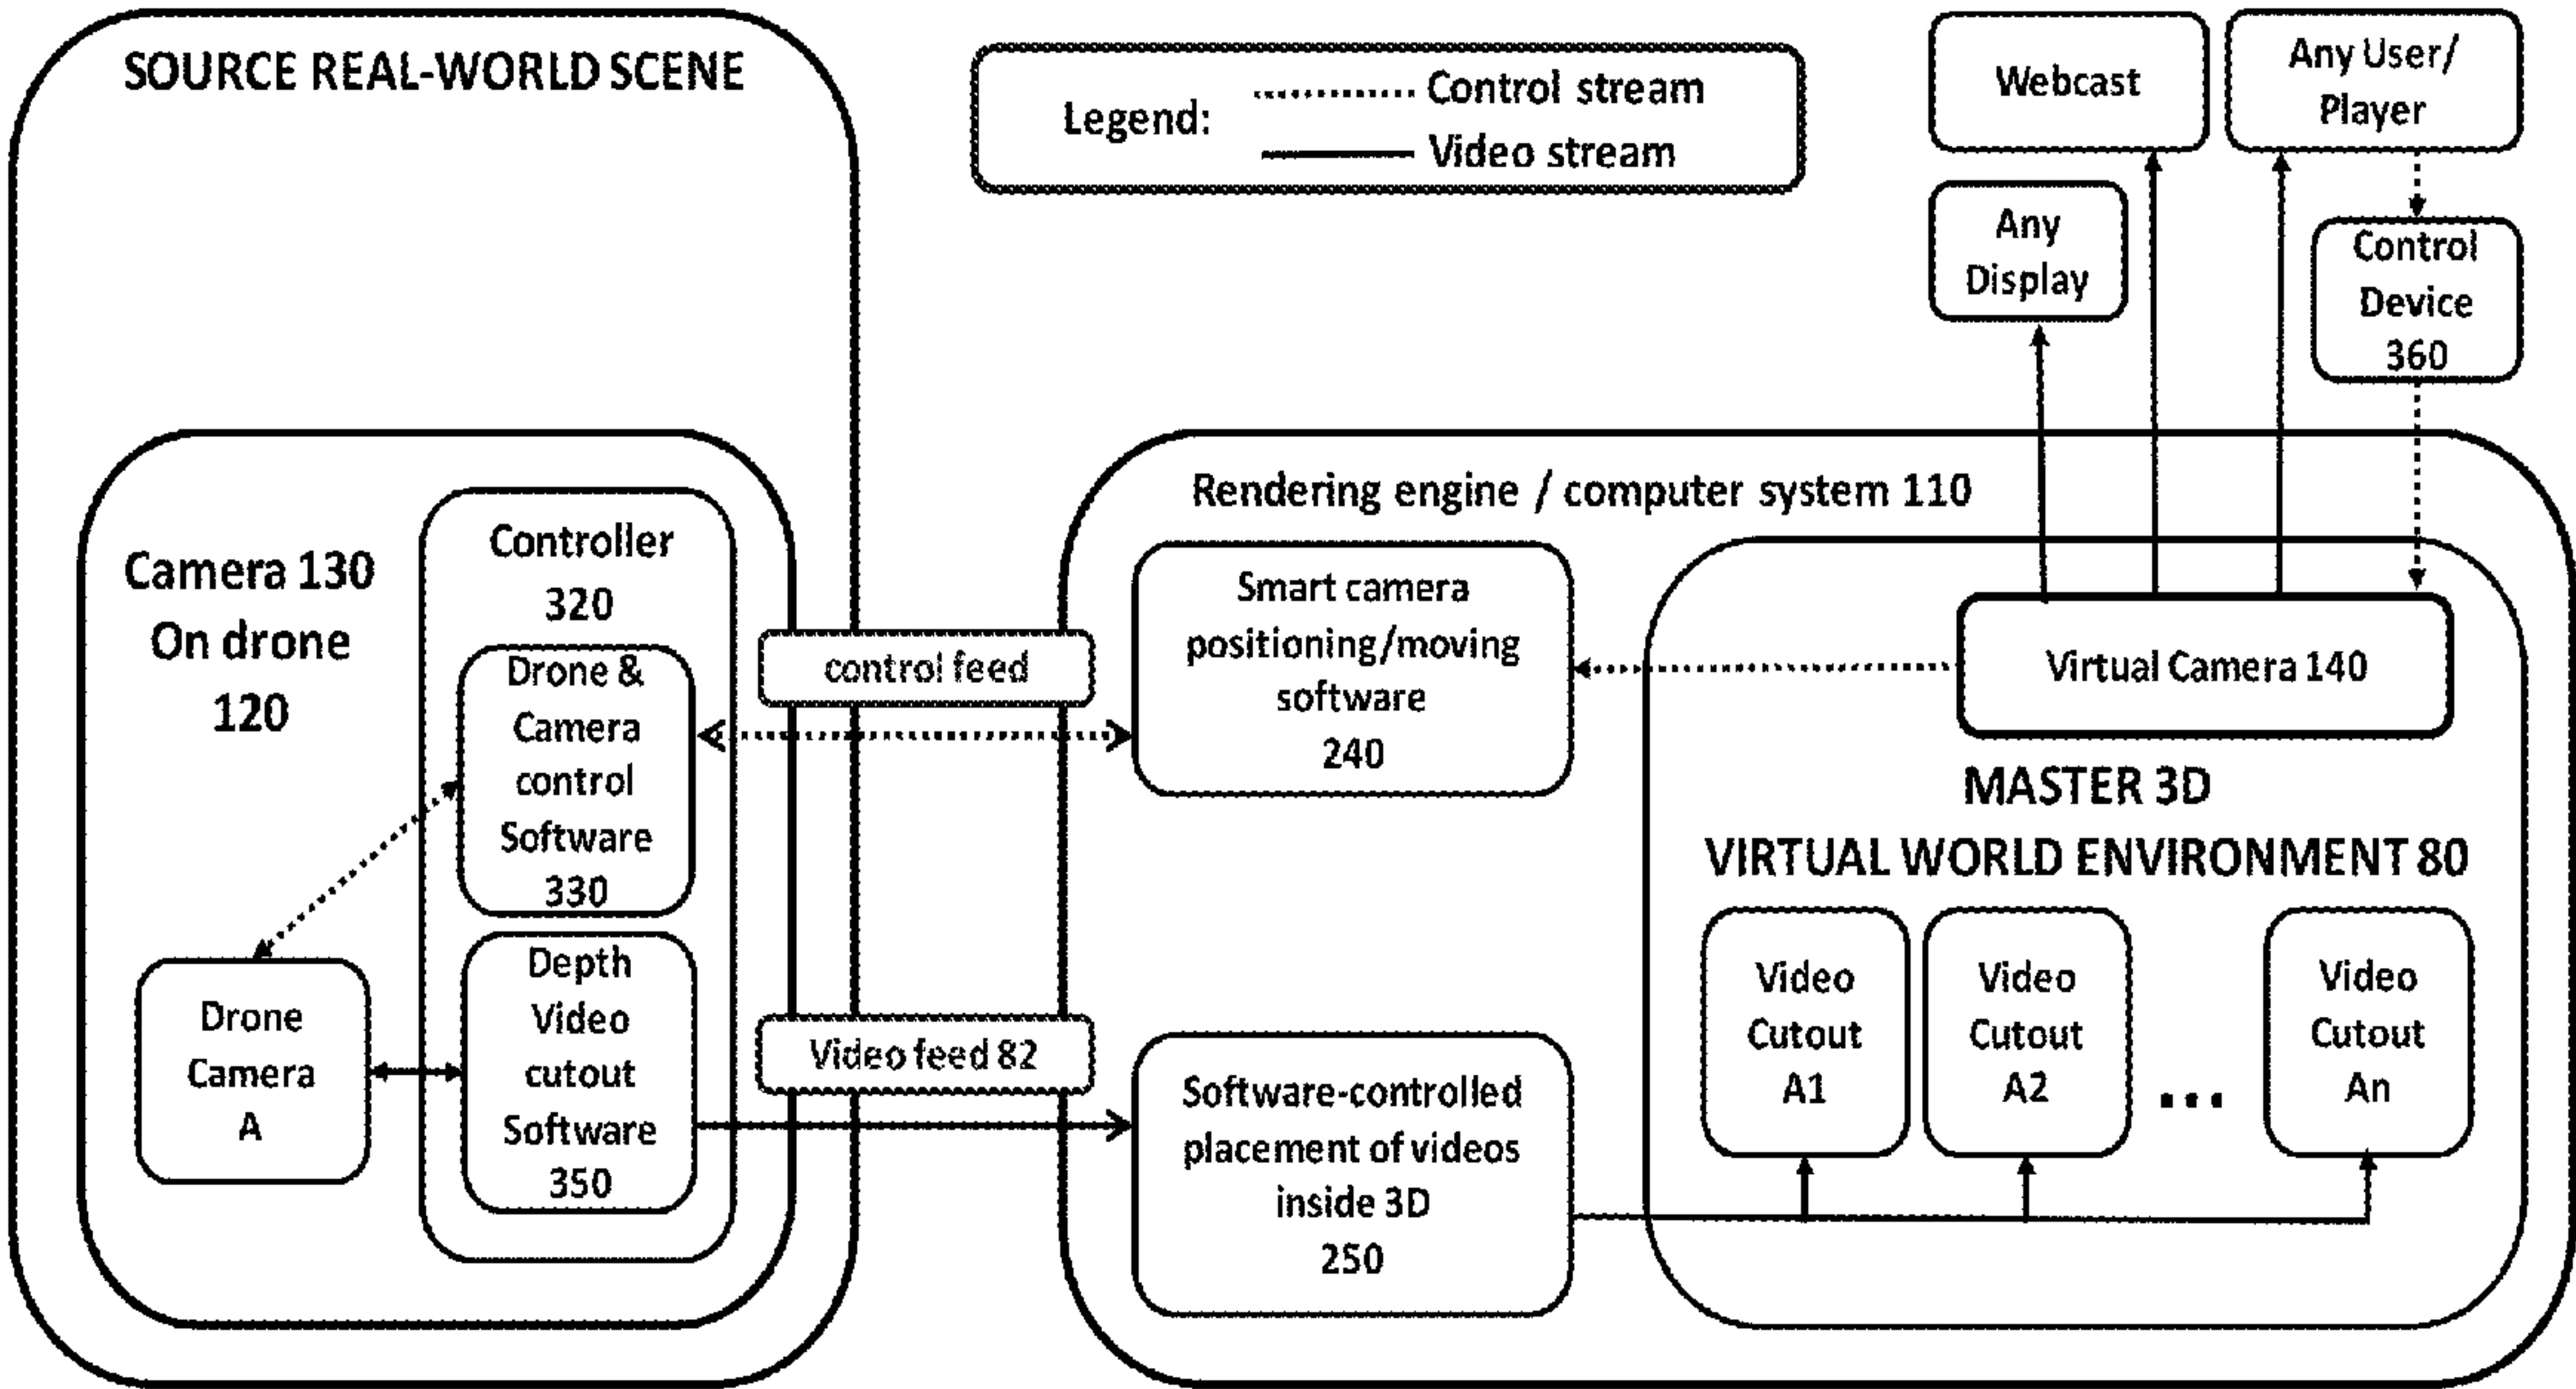 SOURCE REAL-WORLD SCENE
Legend:
Control stream
Video stream
Webcast
Any User/
Player
Any
Display
Control
Device
360
Camera 130
On drone
120
Controller
320
Drone &
Camera
control
Software
330
Drone
Camera
A
Depth
Video
cutout
Software
350
control feed
Video feed 82
Rendering engine / computer system 110
Smart camera
positioning/moving
software
240
Software-controlled
placement of videos
inside 3D
250
Virtual Camera 140
MASTER 3D
VIRTUAL WORLD ENVIRONMENT 80
Video
Cutout
A1
Video
Cutout
A2
...
Video
Cutout
An